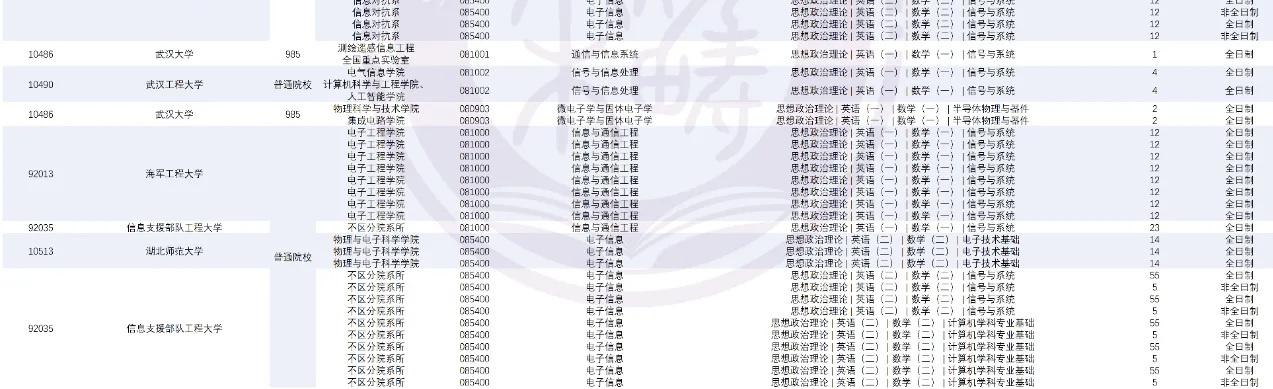 信息对抗系 085400 电子信息 思想政治理论 | 英语（二）| 数学（二）| 信号与系统 12 全日制
信息对抗系 085400 电子信息 思想政治理论 | 英语（二）| 数学（二）| 信号与系统 12 非全日制
信息对抗系 085400 电子信息 思想政治理论 | 英语（二）| 数学（二）| 信号与系统 12 全日制
信息对抗系 085400 电子信息 思想政治理论 | 英语（二）| 数学（二）| 信号与系统 12 非全日制
10486 武汉大学 985 测绘遥感信息工程
全国重点实验室 081001 通信与信息系统 思想政治理论 | 英语（一）| 数学（一）| 信号与系统 1 全日制
10490 武汉工程大学 普通院校 电气信息学院 081002 信号与信息处理 思想政治理论 | 英语（一）| 数学（一）| 信号与系统 4 全日制
计算机科学与工程学院、
人工智能学院 081002 信号与信息处理 思想政治理论 | 英语（一）| 数学（一）| 信号与系统 4 全日制
10486 武汉大学 985 物理科学与技术学院 080903 微电子学与固体电子学 思想政治理论 | 英语（一）| 数学（一）| 半导体物理与器件 2 全日制
集成电路学院 080903 微电子学与固体电子学 思想政治理论 | 英语（一）| 数学（一）| 半导体物理与器件 2 全日制
92013 海军工程大学 普通院校 电子工程学院 081000 信息与通信工程 思想政治理论 | 英语（一）| 数学（一）| 信号与系统 12 全日制
电子工程学院 081000 信息与通信工程 思想政治理论 | 英语（一）| 数学（一）| 信号与系统 12 全日制
电子工程学院 081000 信息与通信工程 思想政治理论 | 英语（一）| 数学（一）| 信号与系统 12 全日制
电子工程学院 081000 信息与通信工程 思想政治理论 | 英语（一）| 数学（一）| 信号与系统 12 全日制
电子工程学院 081000 信息与通信工程 思想政治理论 | 英语（一）| 数学（一）| 信号与系统 12 全日制
电子工程学院 081000 信息与通信工程 思想政治理论 | 英语（一）| 数学（一）| 信号与系统 12 全日制
电子工程学院 081000 信息与通信工程 思想政治理论 | 英语（一）| 数学（一）| 信号与系统 12 全日制
电子工程学院 081000 信息与通信工程 思想政治理论 | 英语（一）| 数学（一）| 信号与系统 12 全日制
92035 信息支援部队工程大学 不区分院系所 081000 信息与通信工程 思想政治理论 | 英语（一）| 数学（一）| 信号与系统 23 全日制
10513 湖北师范大学 物理与电子科学学院 085400 电子信息 思想政治理论 | 英语（二）| 数学（二）| 电子技术基础 14 全日制
物理与电子科学学院 085400 电子信息 思想政治理论 | 英语（二）| 数学（二）| 电子技术基础 14 全日制
物理与电子科学学院 085400 电子信息 思想政治理论 | 英语（二）| 数学（二）| 电子技术基础 14 全日制
92035 信息支援部队工程大学 不区分院系所 085400 电子信息 思想政治理论 | 英语（二）| 数学（二）| 信号与系统 55 全日制
不区分院系所 085400 电子信息 思想政治理论 | 英语（二）| 数学（二）| 信号与系统 5 非全日制
不区分院系所 085400 电子信息 思想政治理论 | 英语（二）| 数学（二）| 信号与系统 55 全日制
不区分院系所 085400 电子信息 思想政治理论 | 英语（二）| 数学（二）| 信号与系统 5 非全日制
不区分院系所 085400 电子信息 思想政治理论 | 英语（二）| 数学（二）| 计算机学科专业基础 55 全日制
不区分院系所 085400 电子信息 思想政治理论 | 英语（二）| 数学（二）| 计算机学科专业基础 5 非全日制
不区分院系所 085400 电子信息 思想政治理论 | 英语（二）| 数学（二）| 计算机学科专业基础 55 全日制
不区分院系所 085400 电子信息 思想政治理论 | 英语（二）| 数学（二）| 计算机学科专业基础 5 非全日制
不区分院系所 085400 电子信息 思想政治理论 | 英语（二）| 数学（二）| 计算机学科专业基础 55 全日制
不区分院系所 085400 电子信息 思想政治理论 | 英语（二）| 数学（二）| 计算机学科专业基础 5 非全日制